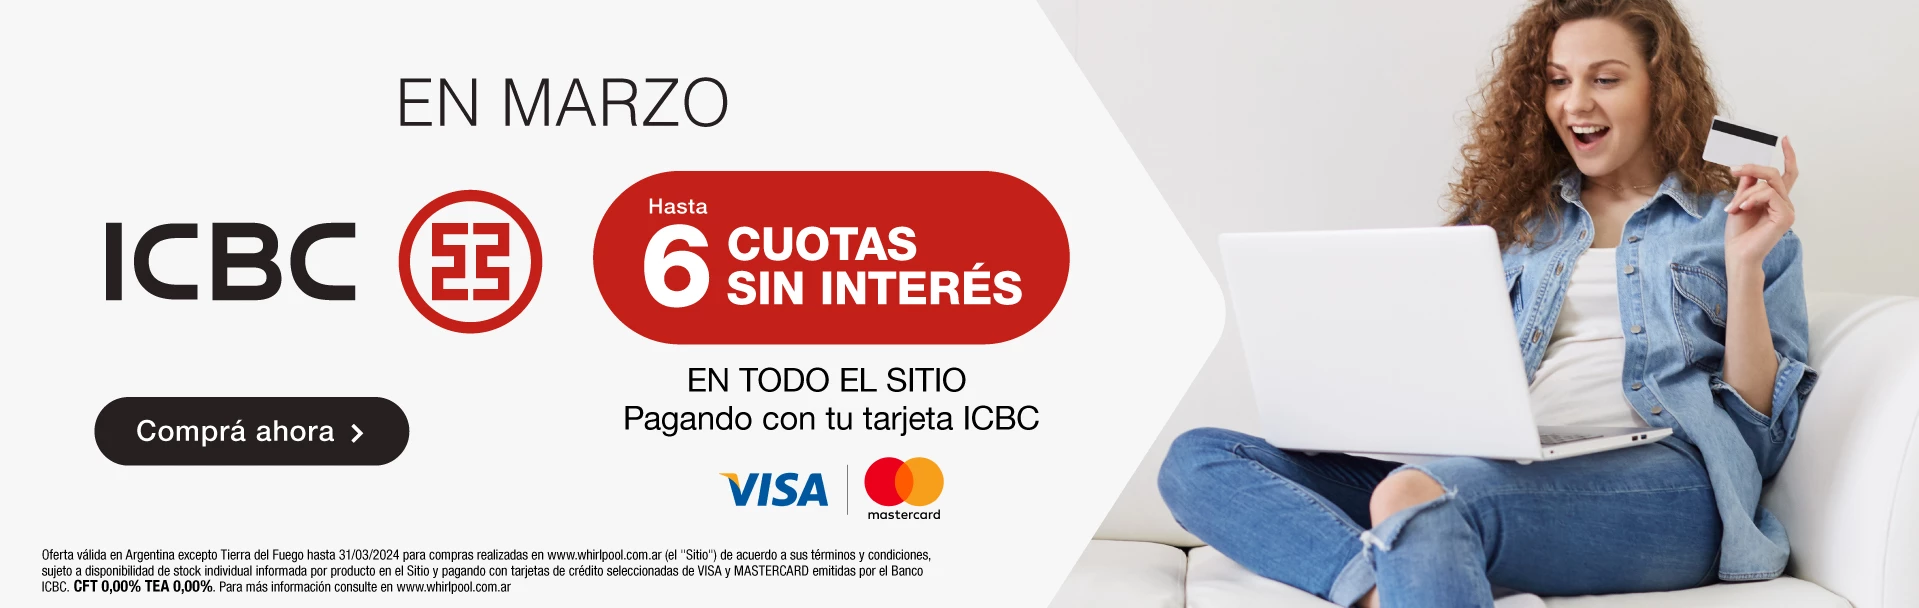 EN MARZO
ICBC
Hasta
6 CUOTAS
SIN INTERÉS
EN TODO EL SITIO
Pagando con tu tarjeta ICBC
Comprá ahora >
VISA
mastercard
Oferta válida en Argentina excepto Tierra del Fuego hasta 31/03/2024 para compras realizadas en www.whirlpool.com.ar (el "Sitio") de acuerdo a sus términos y condiciones,
sujeto a disponibilidad de stock individual informada por producto en el Sitio y pagando con tarjetas de crédito seleccionadas de VISA y MASTERCARD emitidas por el Banco
ICBC. CFT 0,00% TEA 0,00%. Para más información consulte en www.whirlpool.com.ar